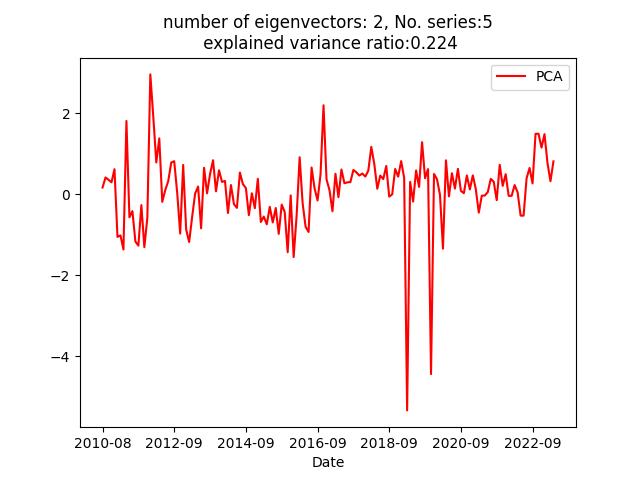 number of eigenvectors: 2, No. series:5
explained variance ratio:0.224
PCA
2
0
−2
−4
2010-08 2012-09 2014-09 2016-09 2018-09 2020-09 2022-09
Date